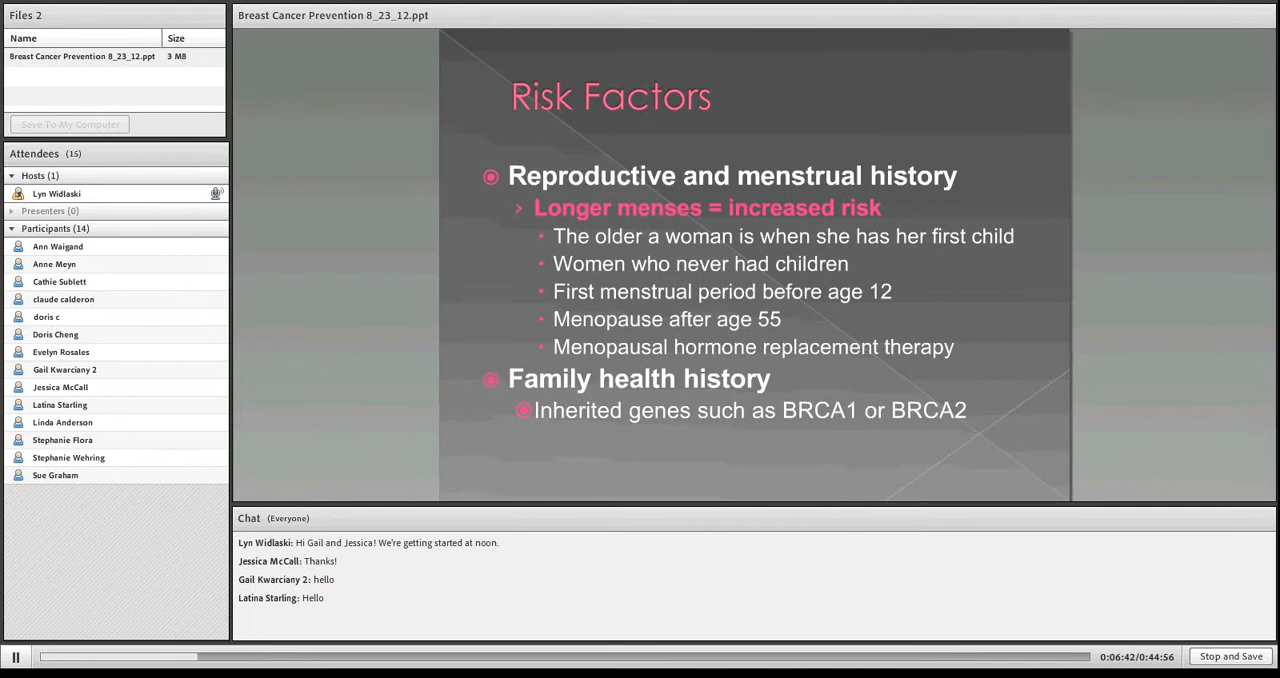 Files 2
Name Size
Breast Cancer Prevention 8_23_12.ppt 3 MB
Save To My Computer
Attendees (15)
Hosts (1)
Lyn Widlaski
Presenters (0)
Participants (14)
Ann Waigand
Anne Meyn
Cathie Sublett
claude calderon
doris c
Doris Cheng
Evelyn Rosales
Gail Kwarciany 2
Jessica McCall
Latina Starling
Linda Anderson
Stephanie Flora
Stephanie Wehring
Sue Graham
Breast Cancer Prevention 8_23_12.ppt
Risk Factors
Reproductive and menstrual history
Longer menses = increased risk
The older a woman is when she has her first child
Women who never had children
First menstrual period before age 12
Menopause after age 55
Menopausal hormone replacement therapy
Family health history
Inherited genes such as BRCA1 or BRCA2
Chat (Everyone)
Lyn Widlaski: Hi Gail and Jessica! We're getting started at noon.
Jessica McCall: Thanks!
Gail Kwarciany 2: hello
Latina Starling: Hello
0:06:42/0:44:56
Stop and Save